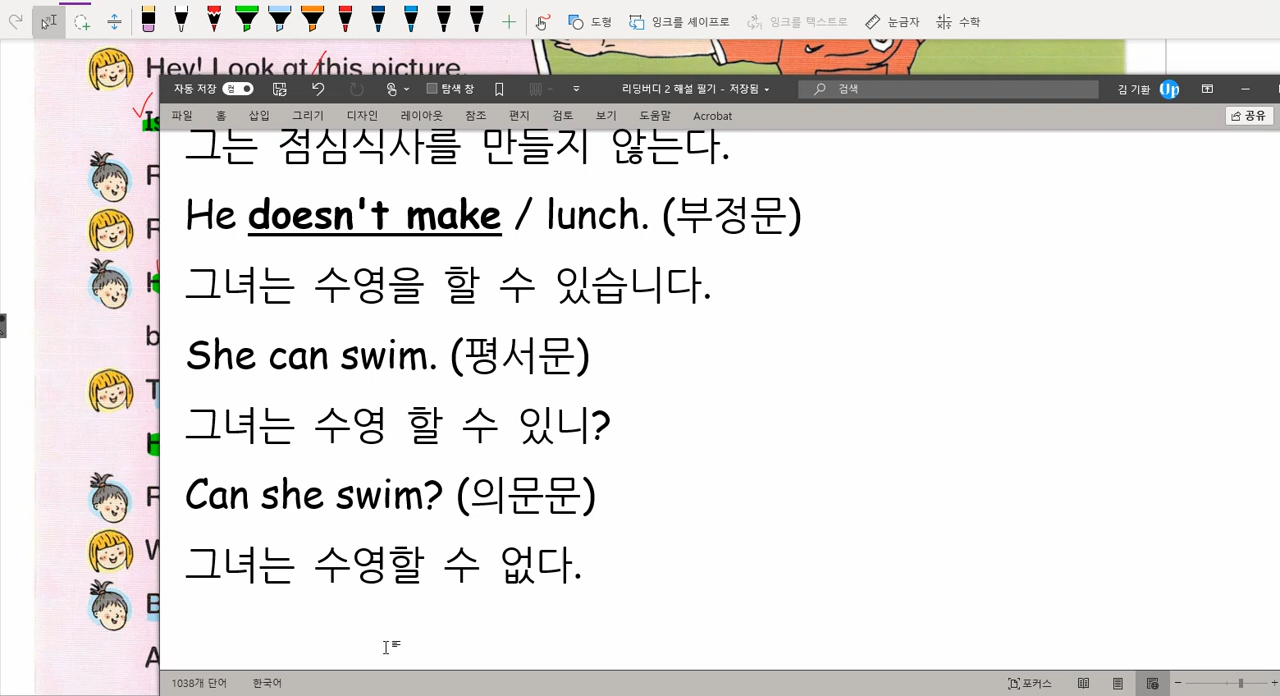 도형
잉크를 셰이프로
잉크를 텍스트로
눈금자
수학
Hey! Look at this picture.
자동 저장
탐색 창
리딩버디 2 해설 필기 - 저장됨
검색
김 기환
파일 홈 삽입 그리기 디자인 레이아웃 참조 편지 검토 보기 도움말 Acrobat
공유
그는 점심식사를 만들지 않는다.
He doesn't make / lunch. (부정문)
그녀는 수영을 할 수 있습니다.
She can swim. (평서문)
그녀는 수영 할 수 있니?
Can she swim? (의문문)
그녀는 수영할 수 없다.
1038개 단어 한국어
포커스